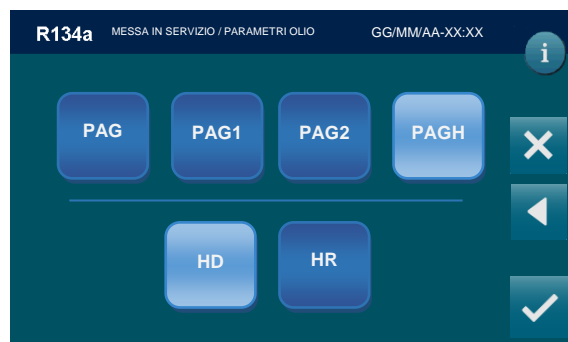 R134a MESSA IN SERVIZIO / PARAMETRI OLIO GG/MM/AA-XX:XX
i
PAG PAG1 PAG2 PAGH
HD HR